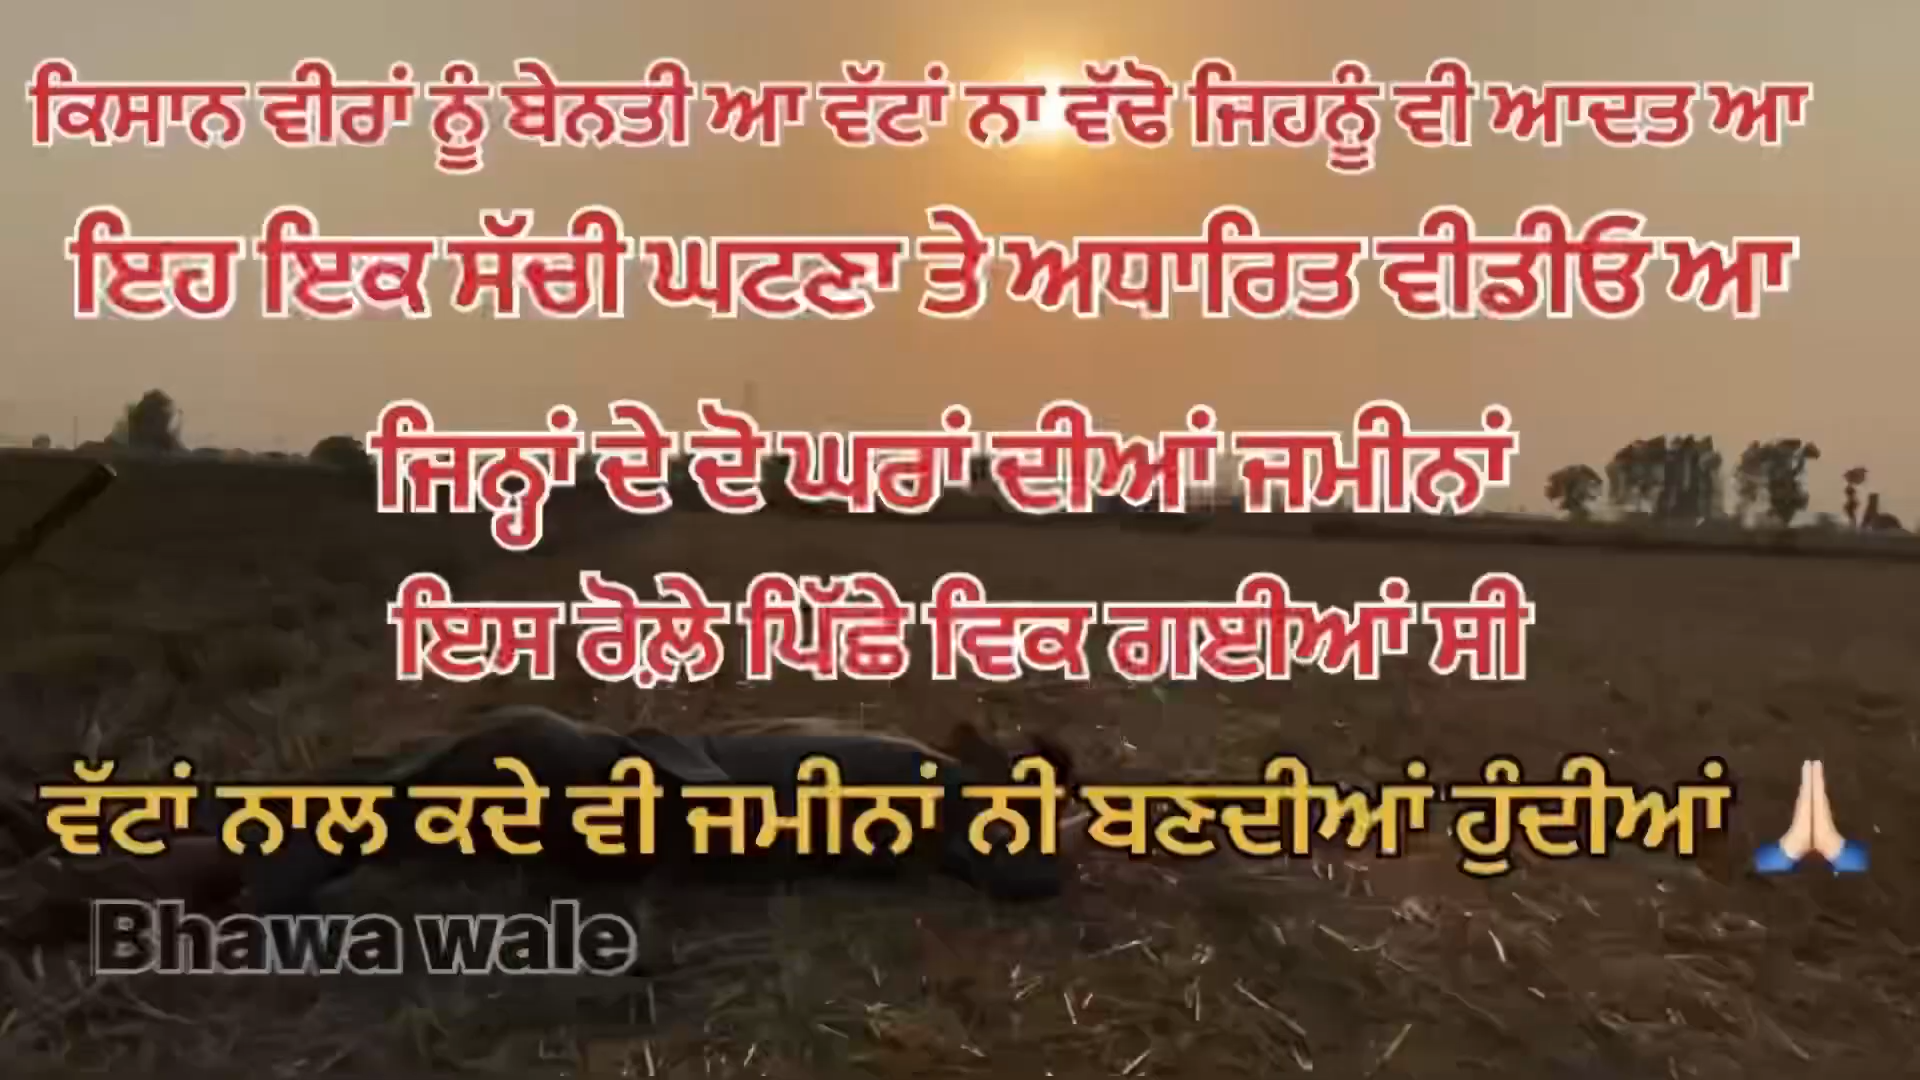 ਕਿਸਾਨ ਵੀਰਾਂ ਨੂੰ ਬੇਨਤੀ ਆ ਵੱਟਾਂ ਨਾ ਵੱਢੋ ਜਿਹਨੂੰ ਵੀ ਆਦਤ ਆ
ਇਹ ਇਕ ਸੱਚੀ ਘਟਣਾ ਤੇ ਅਧਾਰਿਤ ਵੀਡੀਓ ਆ
ਜਿਨ੍ਹਾਂ ਦੇ ਦੋ ਘਰਾਂ ਦੀਆਂ ਜਮੀਨਾਂ
ਇਸ ਰੋਲ਼ੇ ਪਿੱਛੇ ਵਿਕ ਗਈਆਂ ਸੀ
ਵੱਟਾਂ ਨਾਲ ਕਦੇ ਵੀ ਜਮੀਨਾਂ ਨੀ ਬਣਦੀਆਂ ਹੁੰਦੀਆਂ 🙏🏻
Bhawa wale